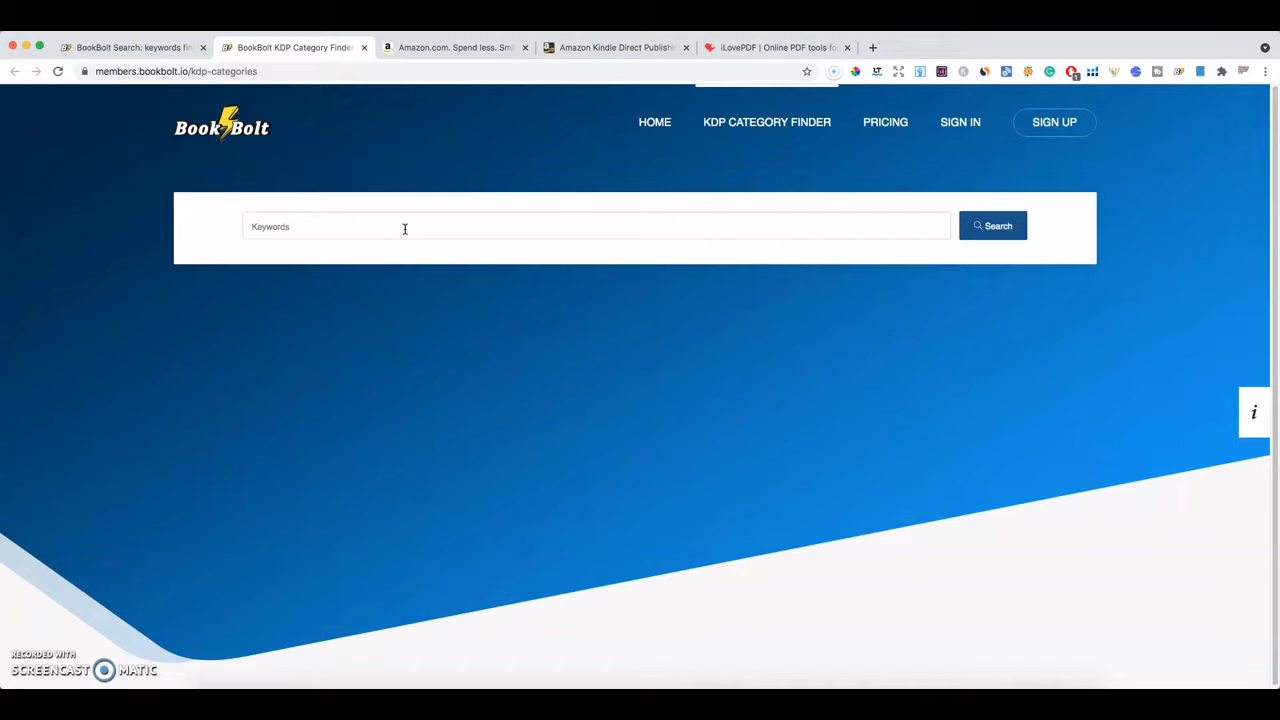 BookBolt Search: keywords fin
BookBolt KDP Category Finder
Amazon.com. Spend less. Smi
Amazon Kindle Direct Publishi
iLovePDF | Online PDF tools fo
members.bookbolt.io/kdp-categories
Book Bolt
HOME
KDP CATEGORY FINDER
PRICING
SIGN IN
SIGN UP
Keywords
Search
i
RECORDED WITH
SCREENCAST MATIC